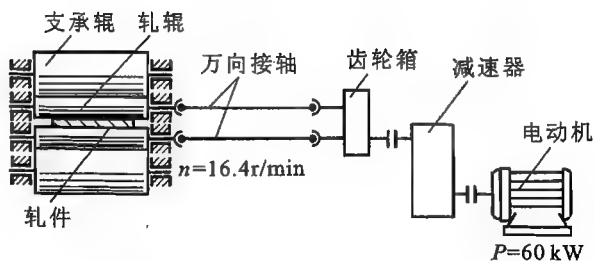 支承辊
轧辊
万向接轴
齿轮箱
减速器
电动机
n=16.4r/min
轧件
P=60 kW